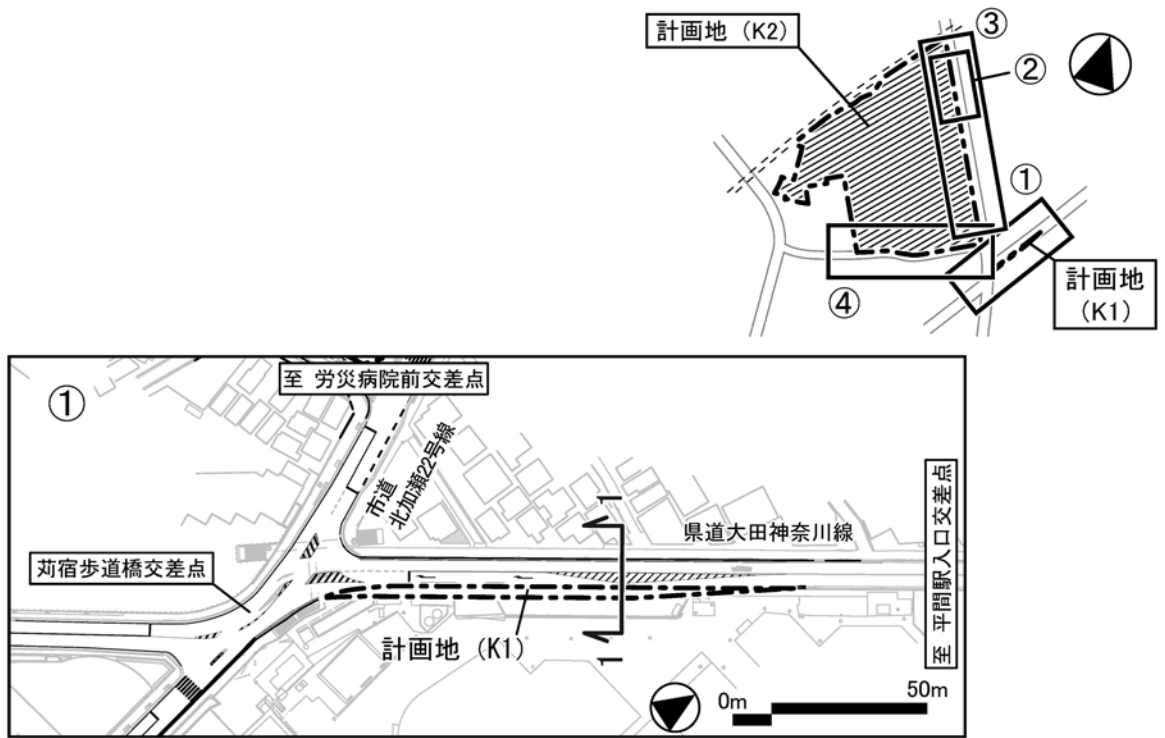 計画地（K2）
③
②
①
計画地
（K1）
④
①
至 労災病院前交差点
市道
北加瀬22号線
苅宿歩道橋交差点
1
県道大田神奈川線
至 平間駅入口交差点
計画地（K1）
1
0m
50m